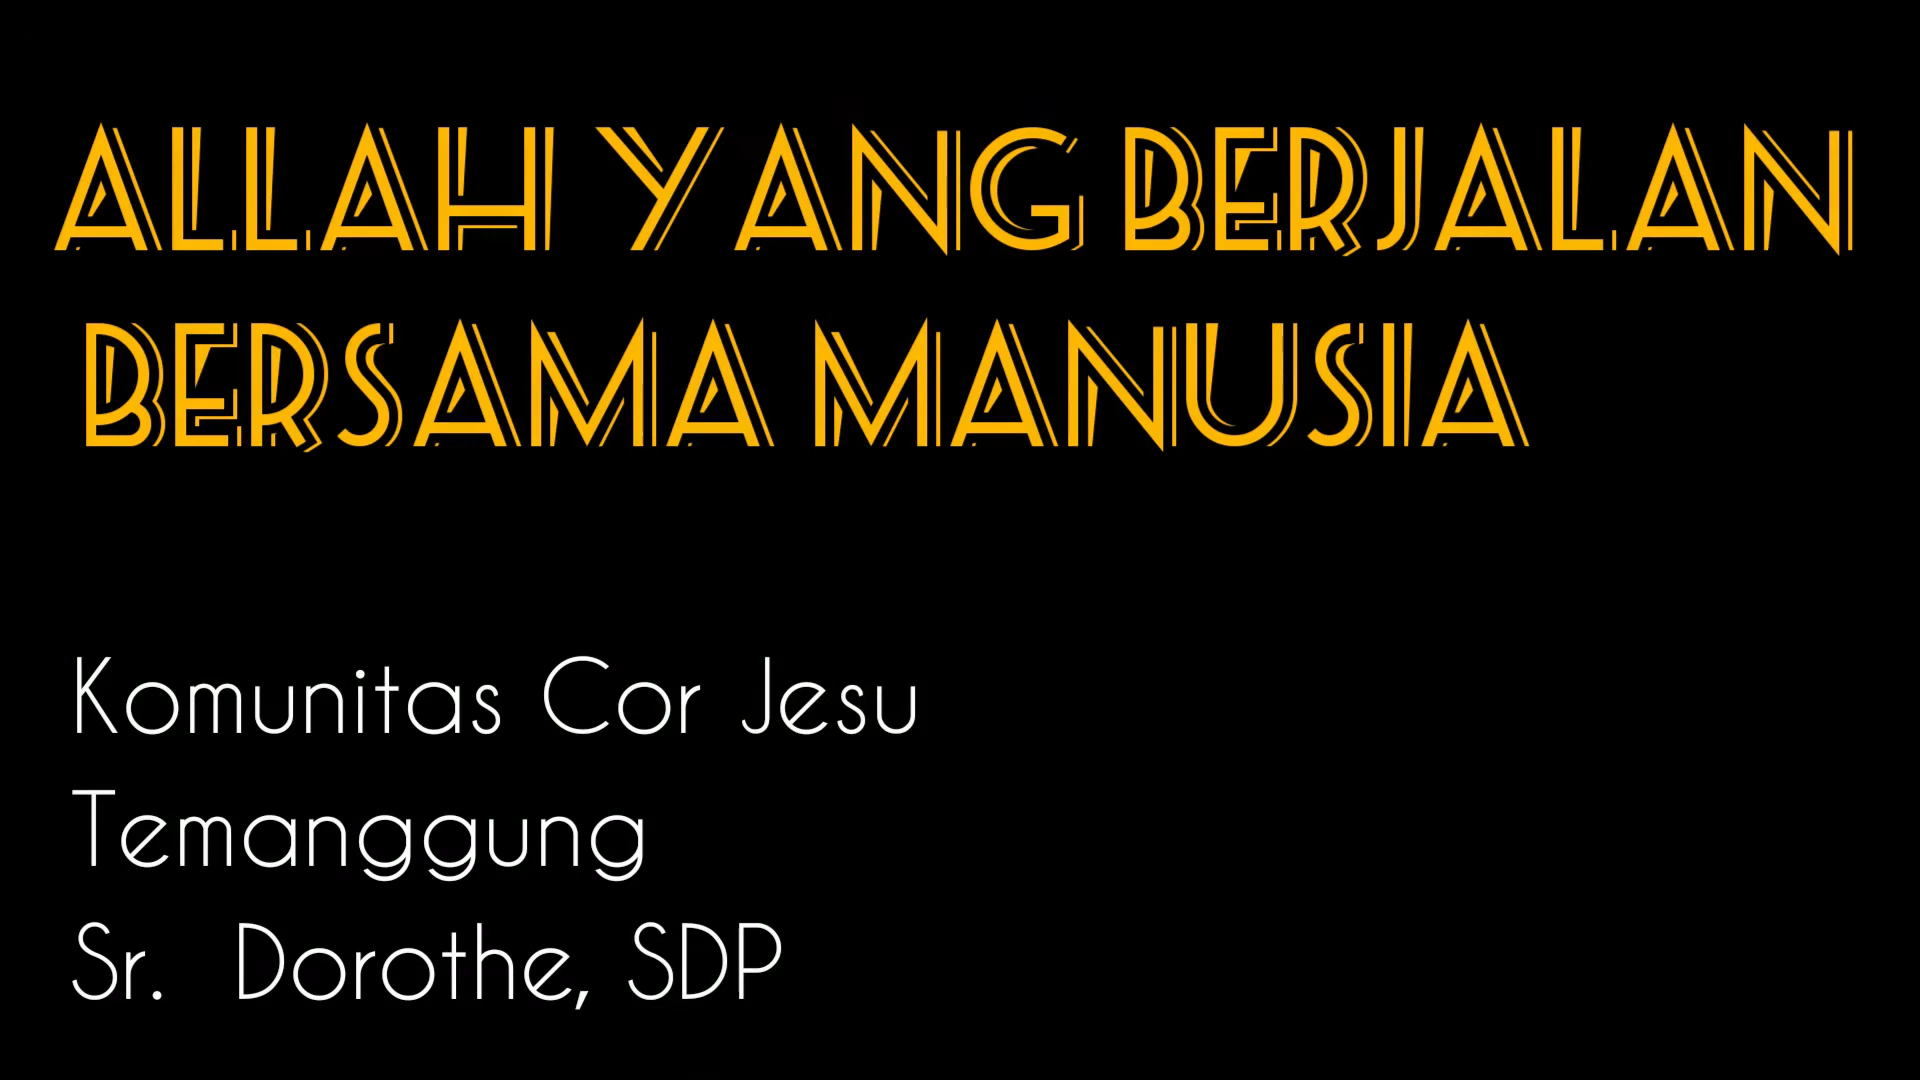 ALLAH YANG BERJALAN
BERSAMA MANUSIA
Komunitas Cor Jesu
Temanggung
Sr. Dorothe, SDP